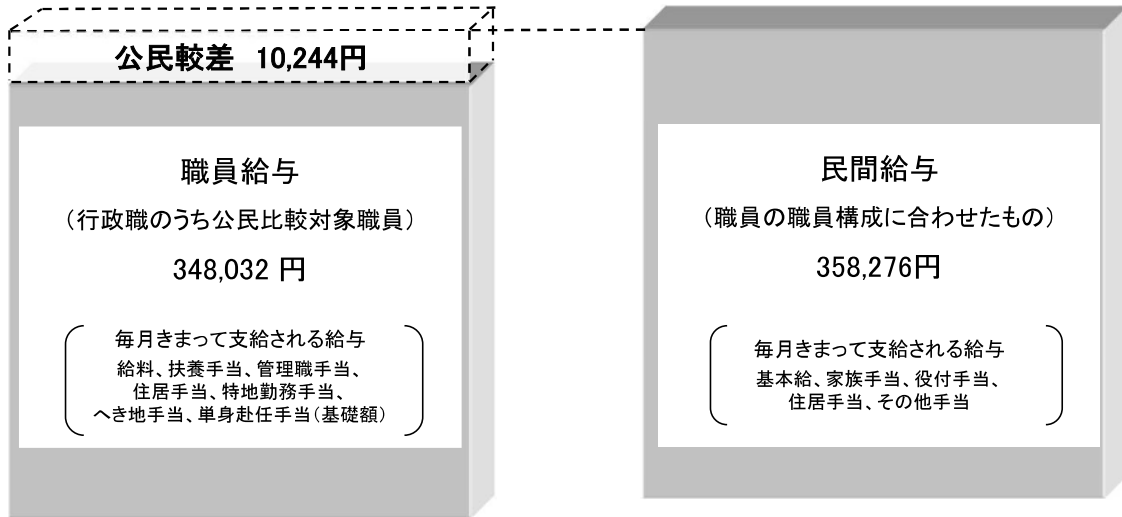 公民較差 10,244円
職員給与
（行政職のうち公民比較対象職員）
348,032 円
毎月きまって支給される給与
給料、扶養手当、管理職手当、
住居手当、特地勤務手当、
へき地手当、単身赴任手当（基礎額）
民間給与
（職員の職員構成に合わせたもの）
358,276円
毎月きまって支給される給与
基本給、家族手当、役付手当、
住居手当、その他手当